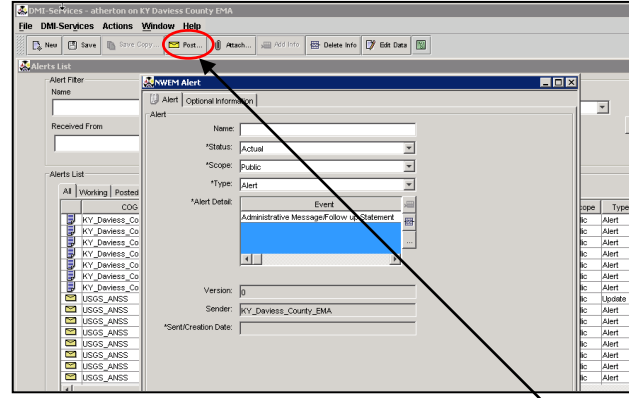 DMI-Services - atherton on KY Daviess County EMA
File DMI-Services Actions Window Help
New Save Save Copy... Post... Attach... Add Info Delete Info Edit Data
Alerts List
Alert Filter
Name
Received From
Alerts List
All Working Posted
COG
KY_Daviess_Co
KY_Daviess_Co
KY_Daviess_Co
KY_Daviess_Co
KY_Daviess_Co
KY_Daviess_Co
KY_Daviess_Co
USGS_ANSS
USGS_ANSS
USGS_ANSS
USGS_ANSS
USGS_ANSS
USGS_ANSS
USGS_ANSS
USGS_ANSS
NWEM Alert
Alert Optional Information
Alert
Name:
*Status: Actual
*Scope: Public
*Type: Alert
*Alert Detail: Event
Administrative Message/Follow up Statement
...
Version: 0
Sender: KY_Daviess_County_EMA
*Sent/Creation Date:
cope Type
lic Alert
lic Alert
lic Alert
lic Alert
lic Alert
lic Alert
lic Alert
lic Update
lic Alert
lic Alert
lic Alert
lic Alert
lic Alert
lic Alert
lic Alert